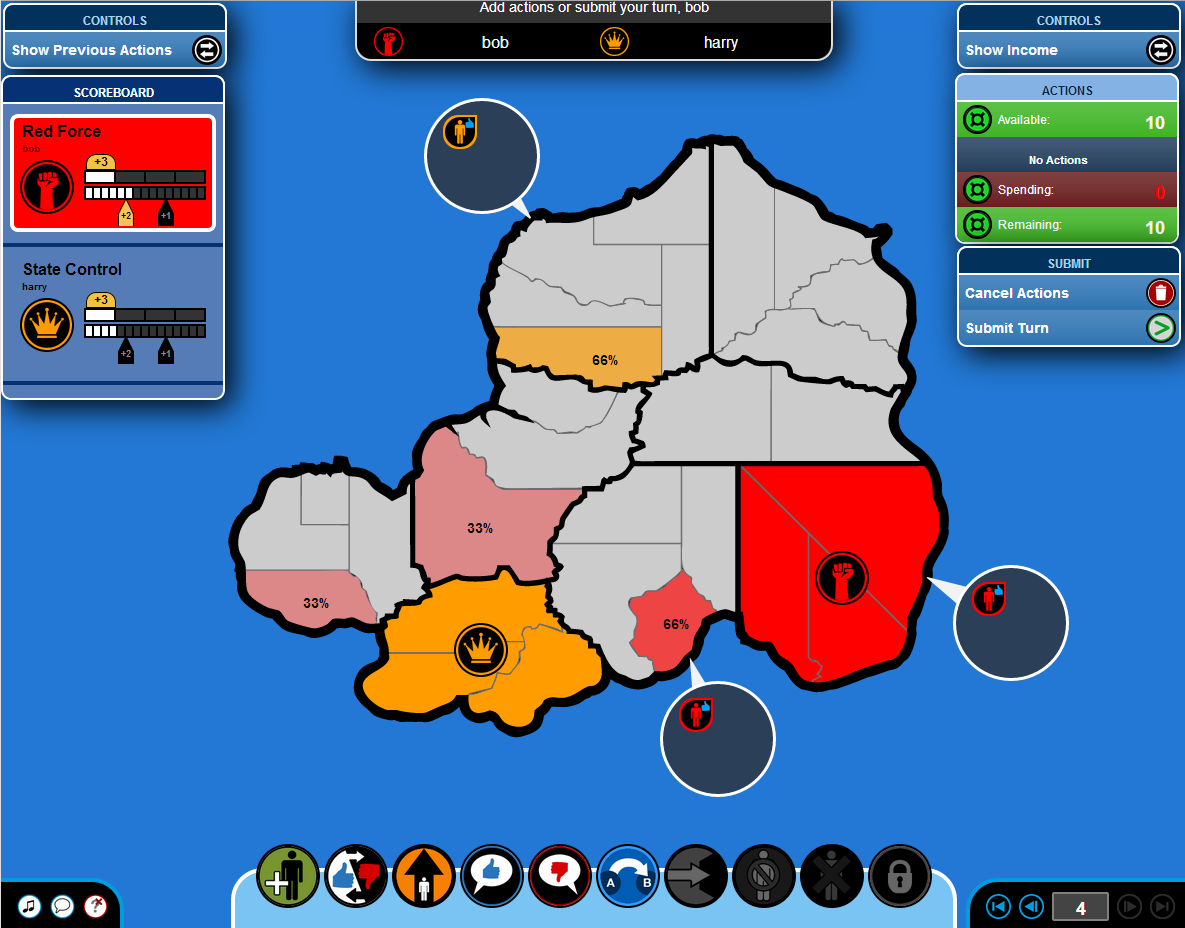 Add actions or submit your turn, bob
bob
harry
CONTROLS
Show Previous Actions
SCOREBOARD
Red Force
bob
+3
+2
+1
State Control
harry
+3
+2
+1
CONTROLS
Show Income
ACTIONS
Available:
10
No Actions
Spending:
0
Remaining:
10
SUBMIT
Cancel Actions
Submit Turn
66%
33%
33%
66%
A
B
?
4